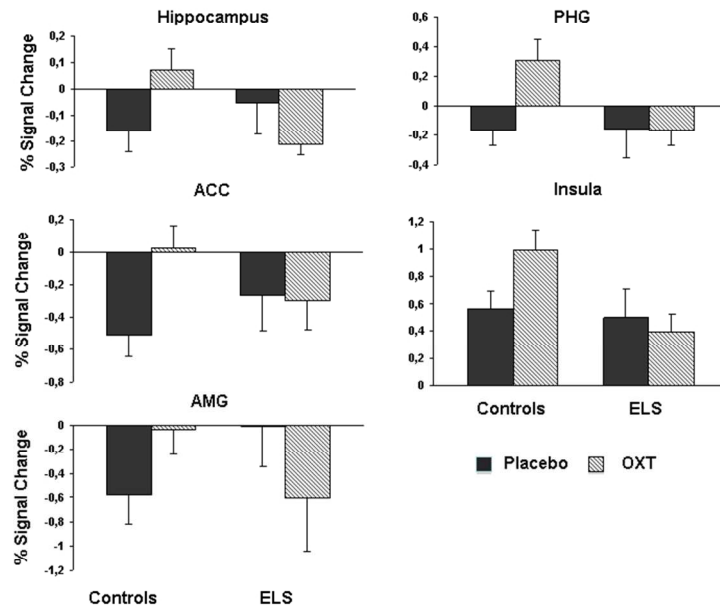 Hippocampus
% Signal Change
0,2
0,1
0
-0,1
-0,2
-0,3
PHG
0,6
0,4
0,2
0
-0,2
-0,4
ACC
% Signal Change
0,2
0
-0,2
-0,4
-0,6
-0,8
Insula
1,2
1
0,8
0,6
0,4
0,2
0
Controls ELS
AMG
% Signal Change
0
-0,2
-0,4
-0,6
-0,8
-1
-1,2
Controls ELS
Placebo OXT